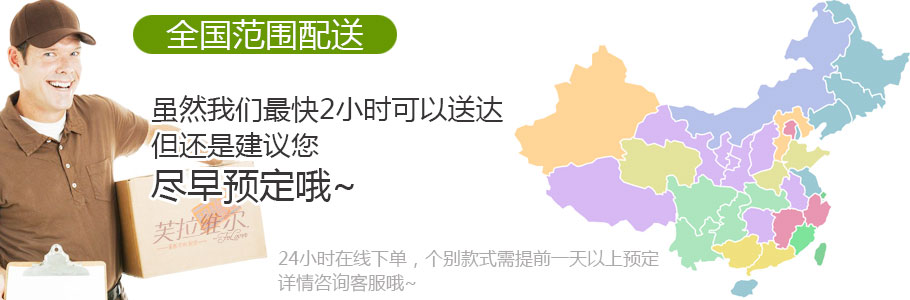 全国范围配送
虽然我们最快2小时可以送达
但还是建议您
尽早预定哦~
芙拉维尔
24小时在线下单，个别款式需提前一天以上预定
详情咨询客服哦~